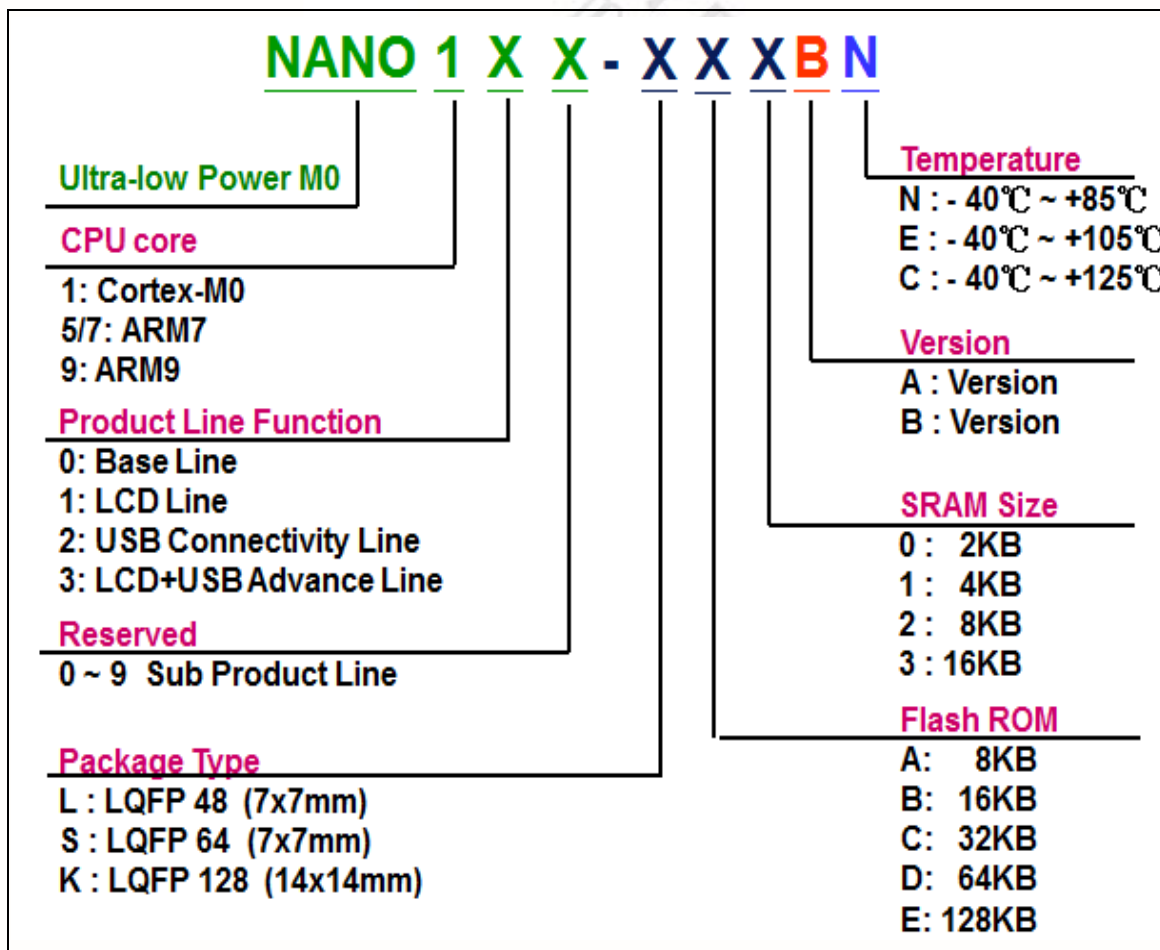 NANO 1 X X - X X X B N
Ultra-low Power M0
CPU core
1: Cortex-M0
5/7: ARM7
9: ARM9
Product Line Function
0: Base Line
1: LCD Line
2: USB Connectivity Line
3: LCD+USB Advance Line
Reserved
0 ~ 9 Sub Product Line
Package Type
L : LQFP 48 (7x7mm)
S : LQFP 64 (7x7mm)
K : LQFP 128 (14x14mm)
Temperature
N : - 40℃ ~ +85℃
E : - 40℃ ~ +105℃
C : - 40℃ ~ +125℃
Version
A : Version
B : Version
SRAM Size
0 : 2KB
1 : 4KB
2 : 8KB
3 : 16KB
Flash ROM
A: 8KB
B: 16KB
C: 32KB
D: 64KB
E: 128KB